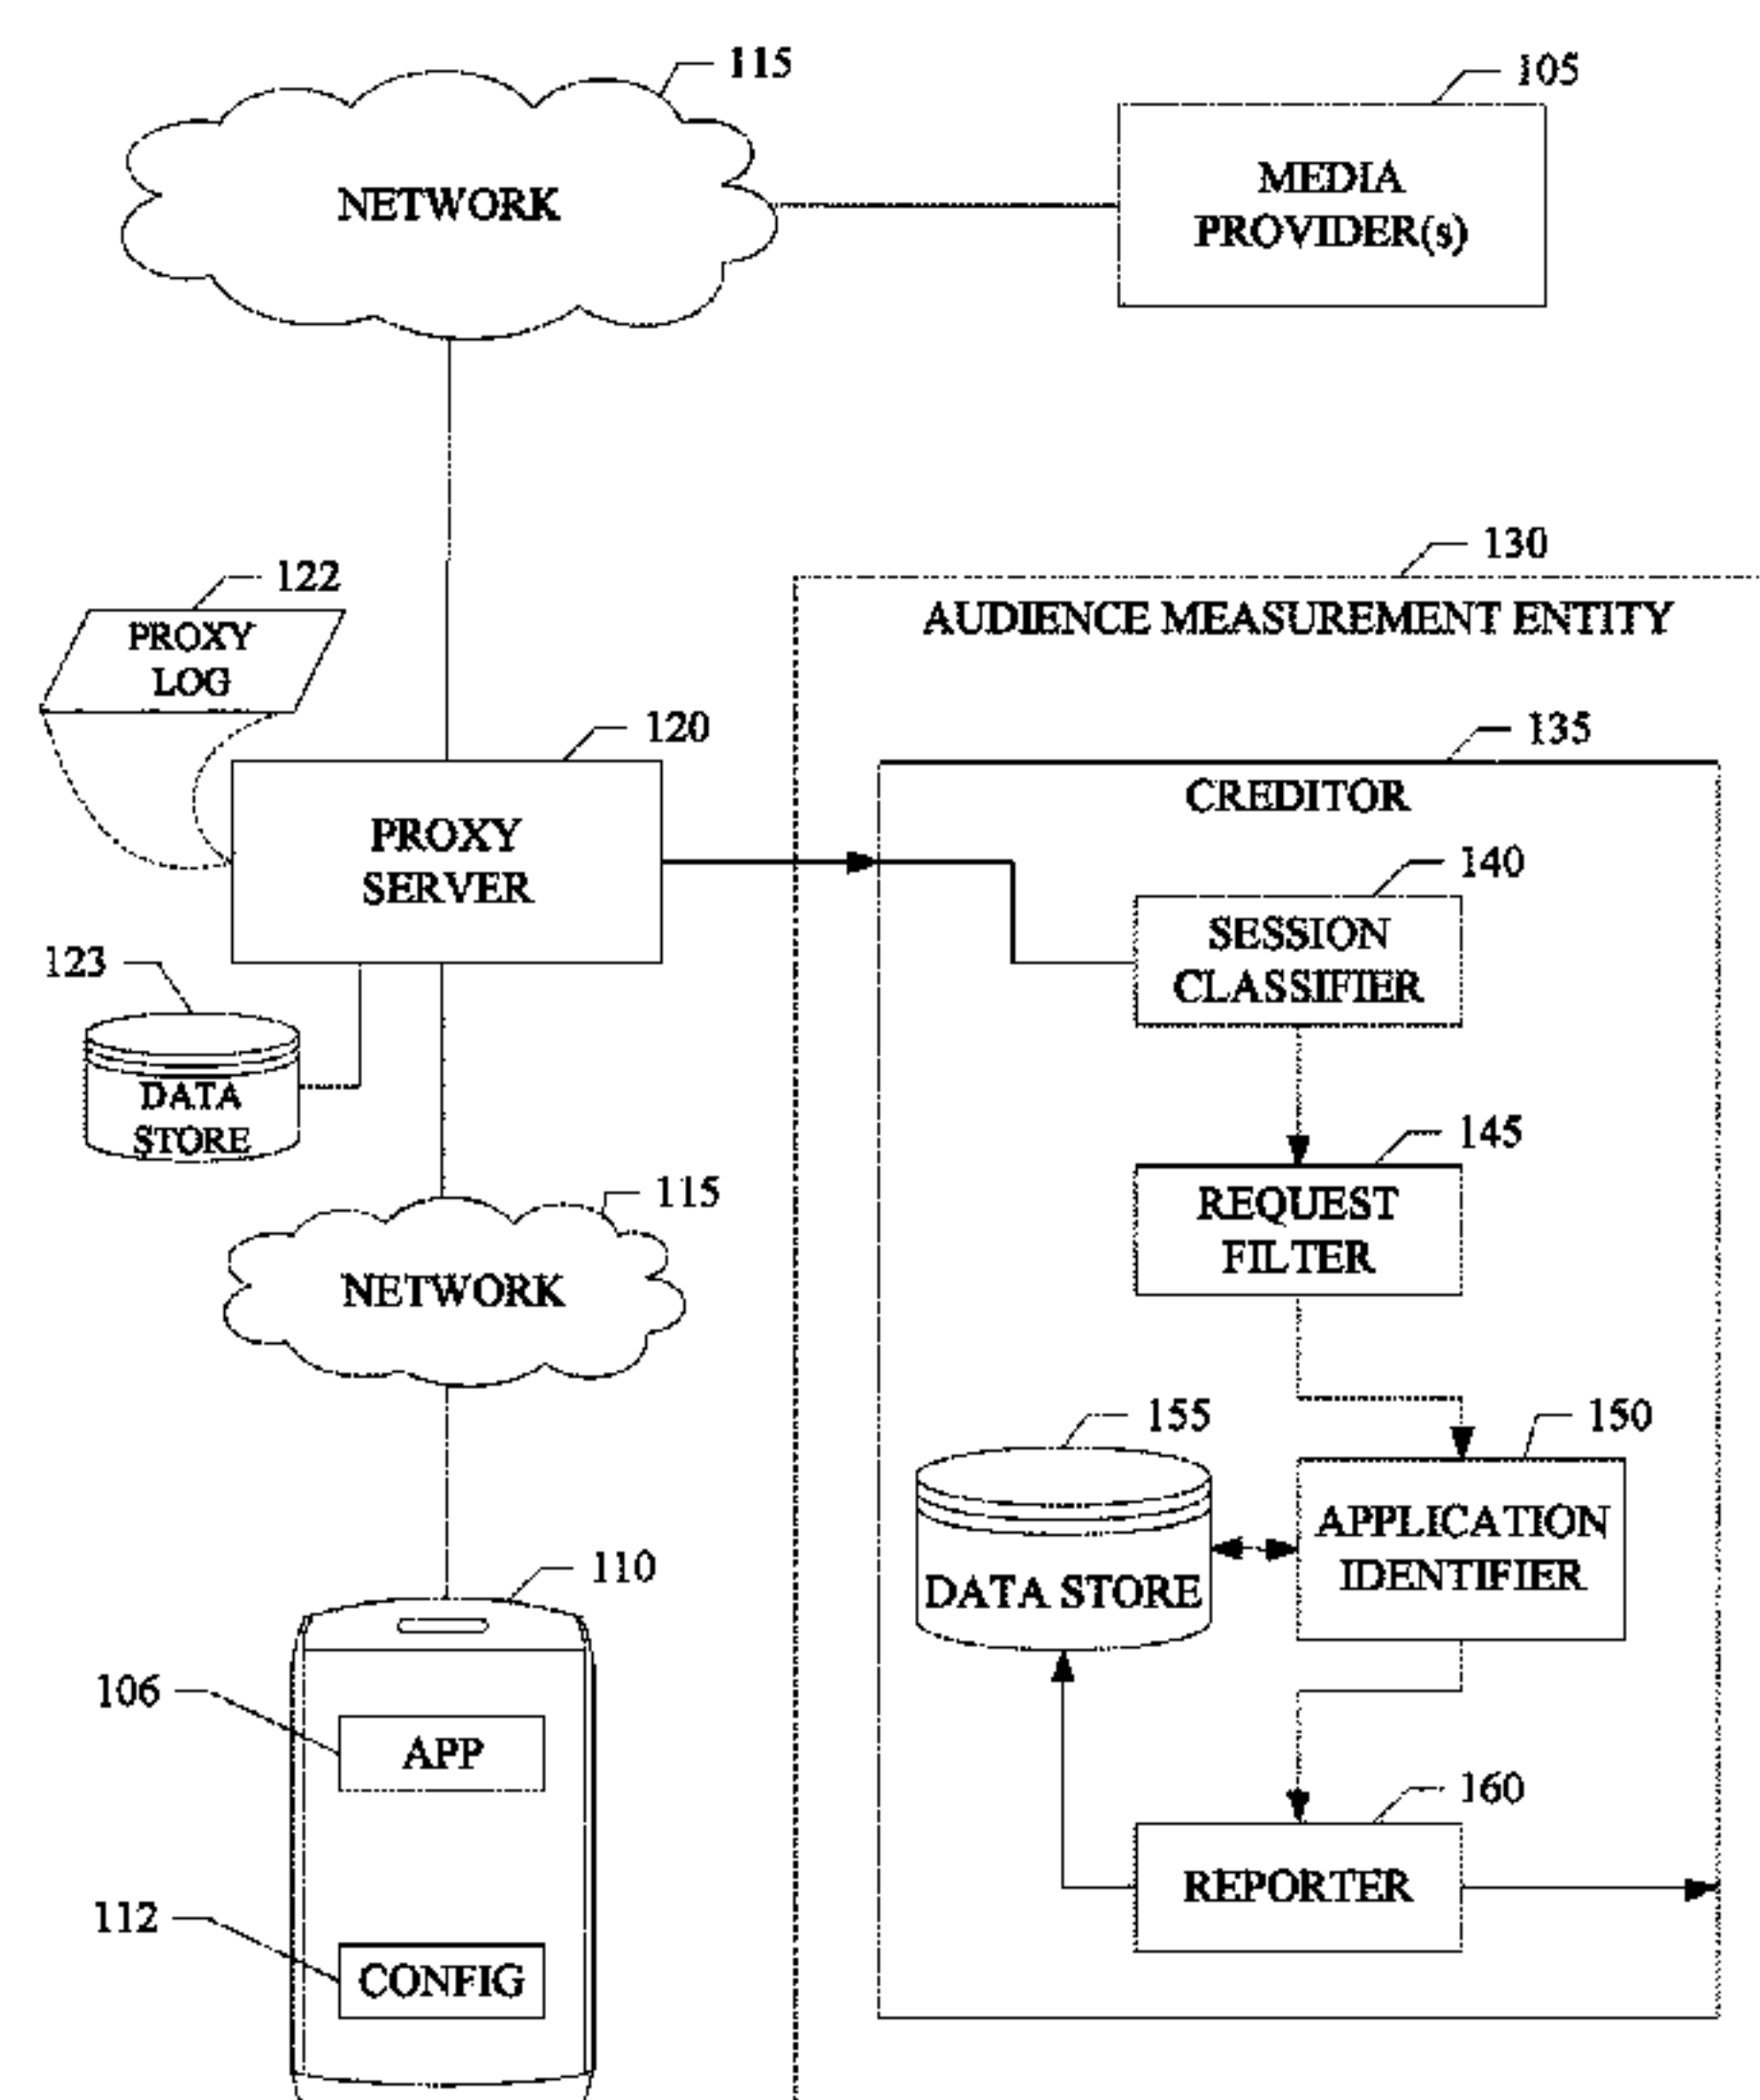 115
105
NETWORK
MEDIA
PROVIDER(s)
130
AUDIENCE MEASUREMENT ENTITY
122
PROXY
LOG
120
PROXY
SERVER
135
CREDITOR
140
SESSION
CLASSIFIER
123
DATA
STORE
145
REQUEST
FILTER
115
NETWORK
155
DATA STORE
150
APPLICATION
IDENTIFIER
110
106
APP
112
CONFIG
160
REPORTER